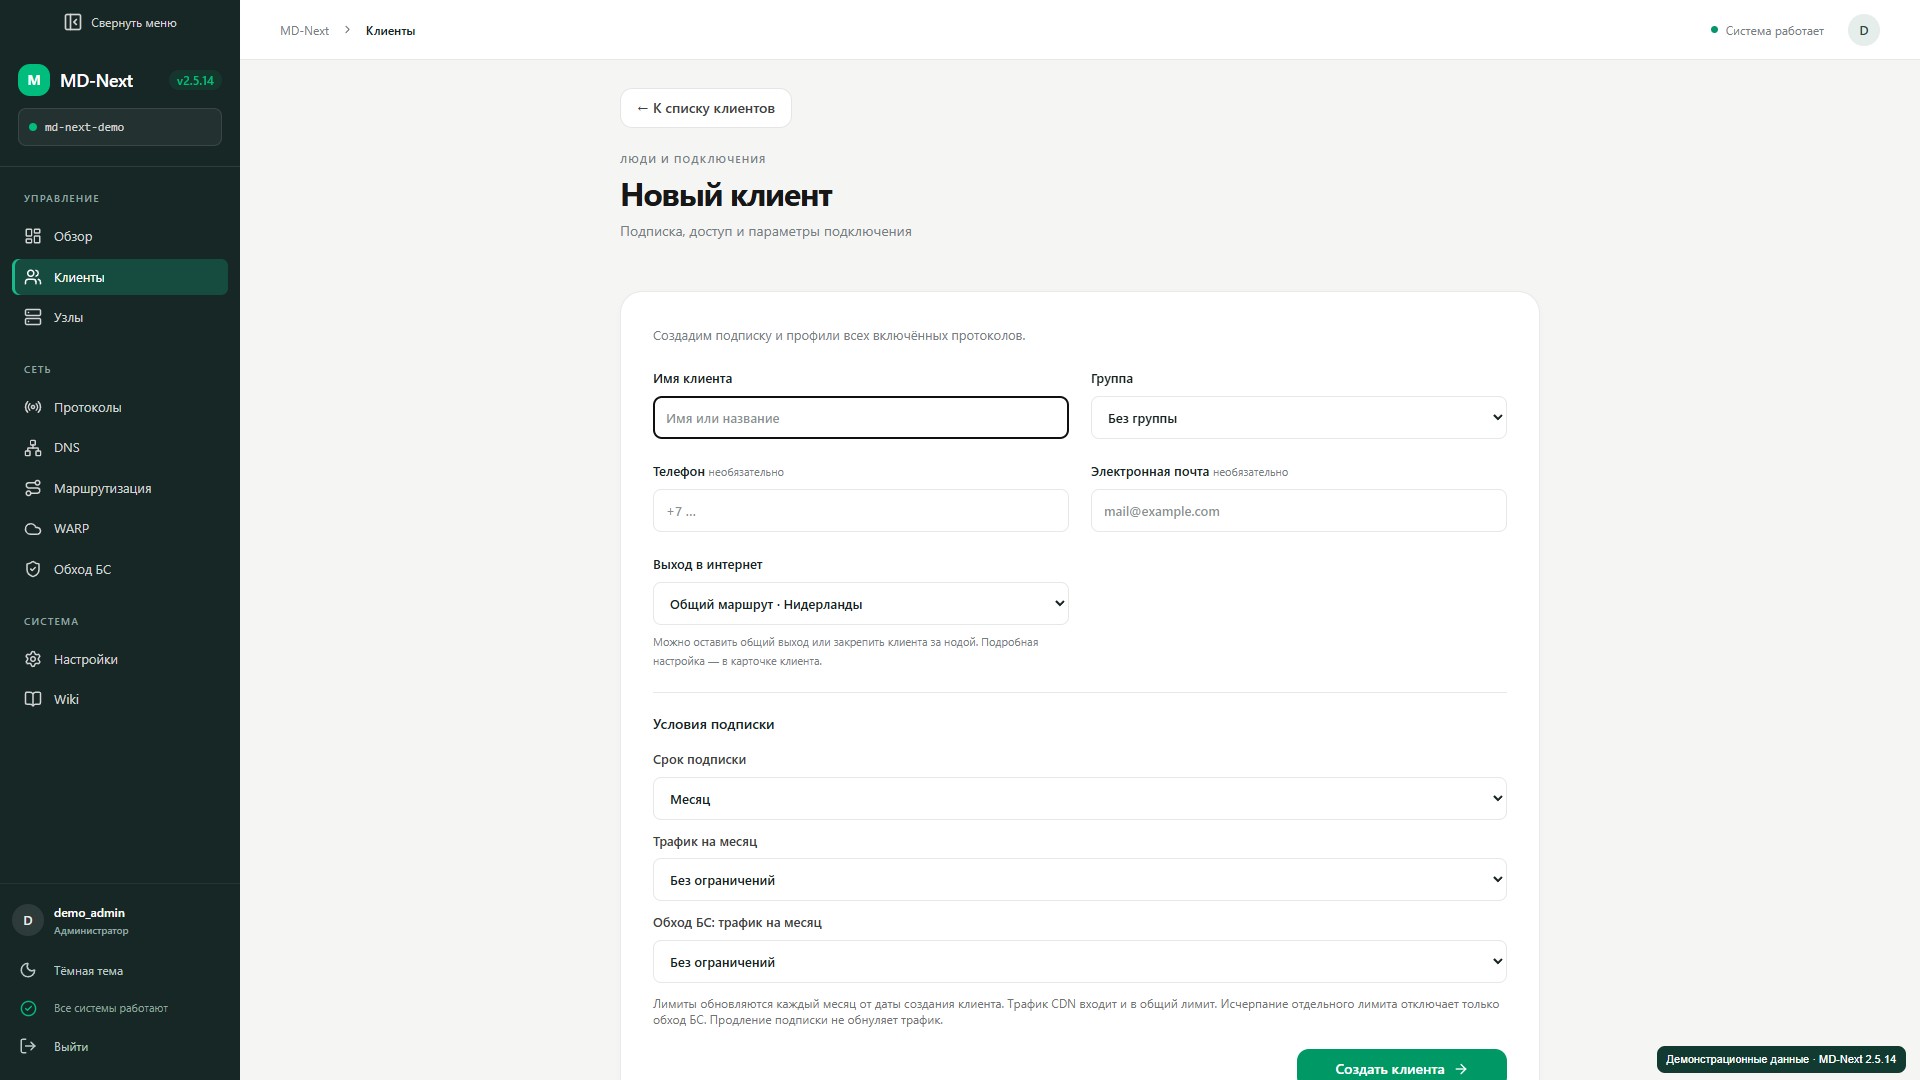 Свернуть меню
M MD-Next v2.5.14
md-next-demo
УПРАВЛЕНИЕ
Обзор
Клиенты
Узлы
СЕТЬ
Протоколы
DNS
Маршрутизация
WARP
Обход БС
СИСТЕМА
Настройки
Wiki
D demo_admin
Администратор
Тёмная тема
Все системы работают
Выйти
MD-Next > Клиенты
Система работает D
← К списку клиентов
ЛЮДИ И ПОДКЛЮЧЕНИЯ
Новый клиент
Подписка, доступ и параметры подключения
Создадим подписку и профили всех включённых протоколов.
Имя клиента
Имя или название
Группа
Без группы
Телефон необязательно
+7 ...
Электронная почта необязательно
mail@example.com
Выход в интернет
Общий маршрут · Нидерланды
Можно оставить общий выход или закрепить клиента за нодой. Подробная
настройка — в карточке клиента.
Условия подписки
Срок подписки
Месяц
Трафик на месяц
Без ограничений
Обход БС: трафик на месяц
Без ограничений
Лимиты обновляются каждый месяц от даты создания клиента. Трафик CDN входит и в общий лимит. Исчерпание отдельного лимита отключает только
обход БС. Продление подписки не обнуляет трафик.
Создать клиента →
Демонстрационные данные · MD-Next 2.5.14